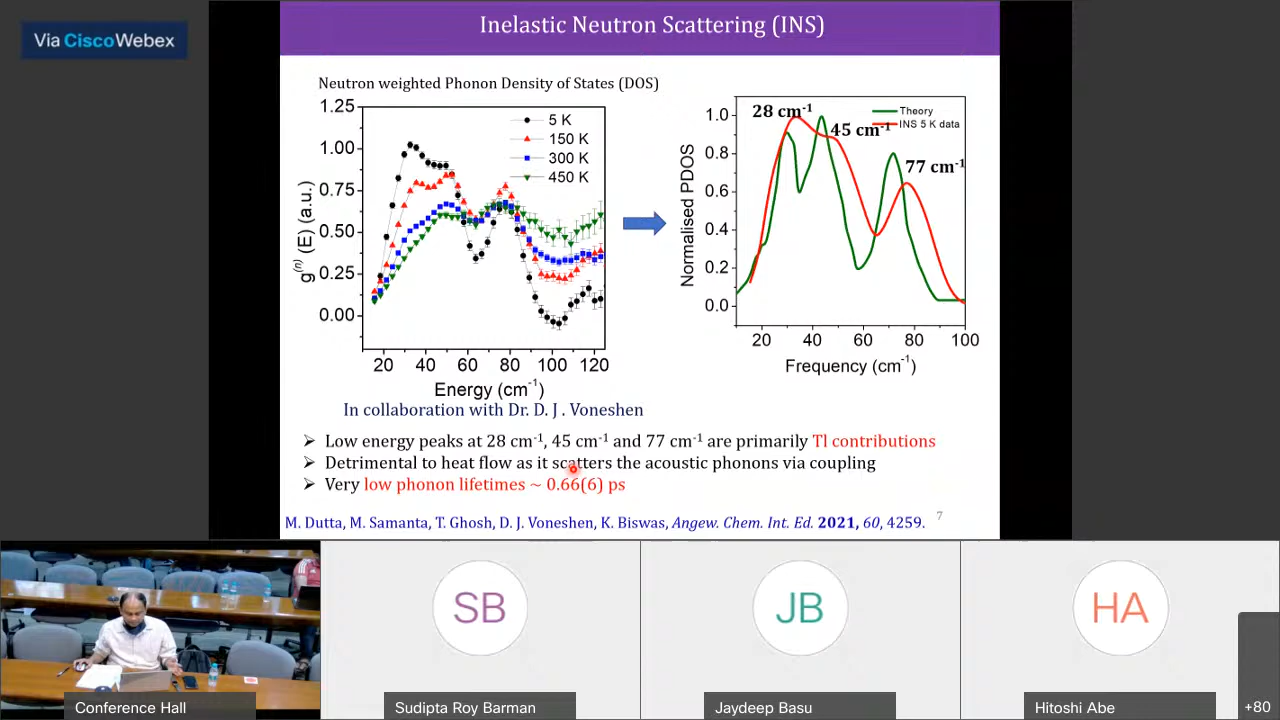 Via Cisco Webex
Inelastic Neutron Scattering (INS)
Neutron weighted Phonon Density of States (DOS)
1.25
1.00
0.75
0.50
0.25
0.00
g⁽ⁿ⁾ (E) (a.u.)
5 K
150 K
300 K
450 K
20 40 60 80 100 120
Energy (cm⁻¹)
1.0
0.8
0.6
0.4
0.2
0.0
Normalised PDOS
28 cm⁻¹
45 cm⁻¹
77 cm⁻¹
Theory
INS 5 K data
20 40 60 80 100
Frequency (cm⁻¹)
In collaboration with Dr. D. J . Voneshen
➢ Low energy peaks at 28 cm⁻¹, 45 cm⁻¹ and 77 cm⁻¹ are primarily Tl contributions
➢ Detrimental to heat flow as it scatters the acoustic phonons via coupling
➢ Very low phonon lifetimes ~ 0.66(6) ps
M. Dutta, M. Samanta, T. Ghosh, D. J. Voneshen, K. Biswas, Angew. Chem. Int. Ed. 2021, 60, 4259.
7
SB
JB
HA
Conference Hall
Sudipta Roy Barman
Jaydeep Basu
Hitoshi Abe
+80